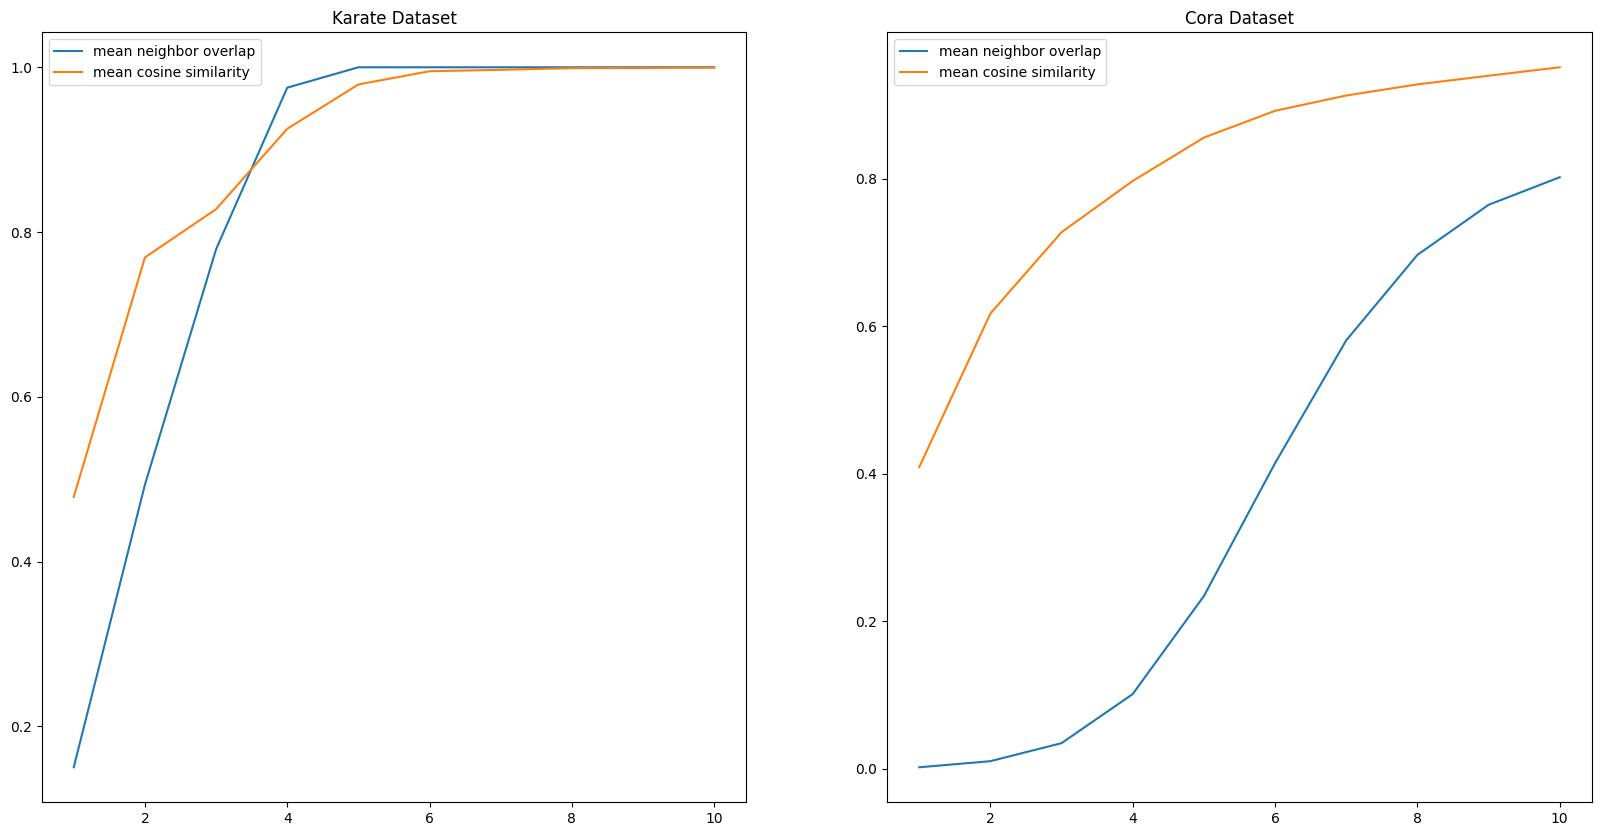 Karate Dataset
mean neighbor overlap
mean cosine similarity
1.0
0.8
0.6
0.4
0.2
2 4 6 8 10
Cora Dataset
mean neighbor overlap
mean cosine similarity
0.8
0.6
0.4
0.2
0.0
2 4 6 8 10